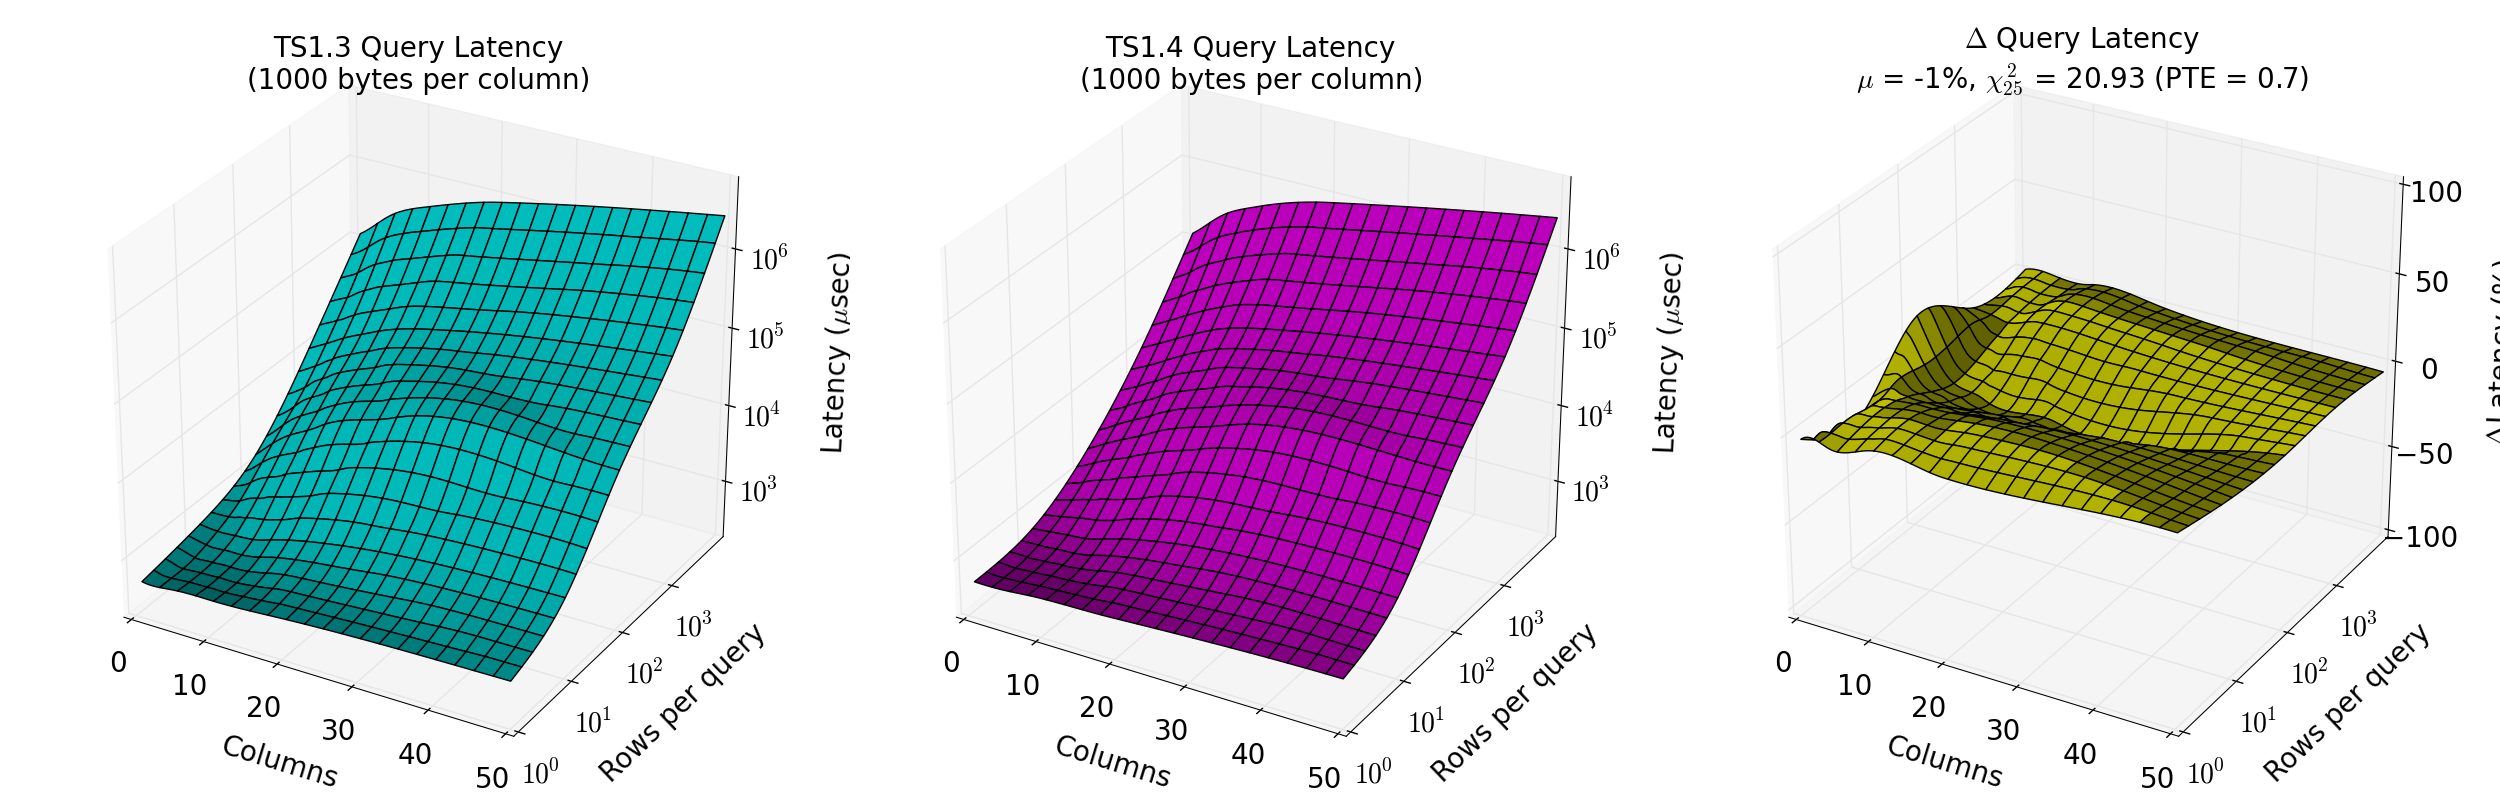 TS1.3 Query Latency
(1000 bytes per column)
10⁶
10⁵
10⁴
10³
Latency (μsec)
0
10
20
30
40
50
Columns
10⁰
10¹
10²
10³
Rows per query
TS1.4 Query Latency
(1000 bytes per column)
10⁶
10⁵
10⁴
10³
Latency (μsec)
0
10
20
30
40
50
Columns
10⁰
10¹
10²
10³
Rows per query
Δ Query Latency
μ = -1%, χ²₂₅ = 20.93 (PTE = 0.7)
100
50
0
−50
−100
Δ Latency (%)
0
10
20
30
40
50
Columns
10⁰
10¹
10²
10³
Rows per query